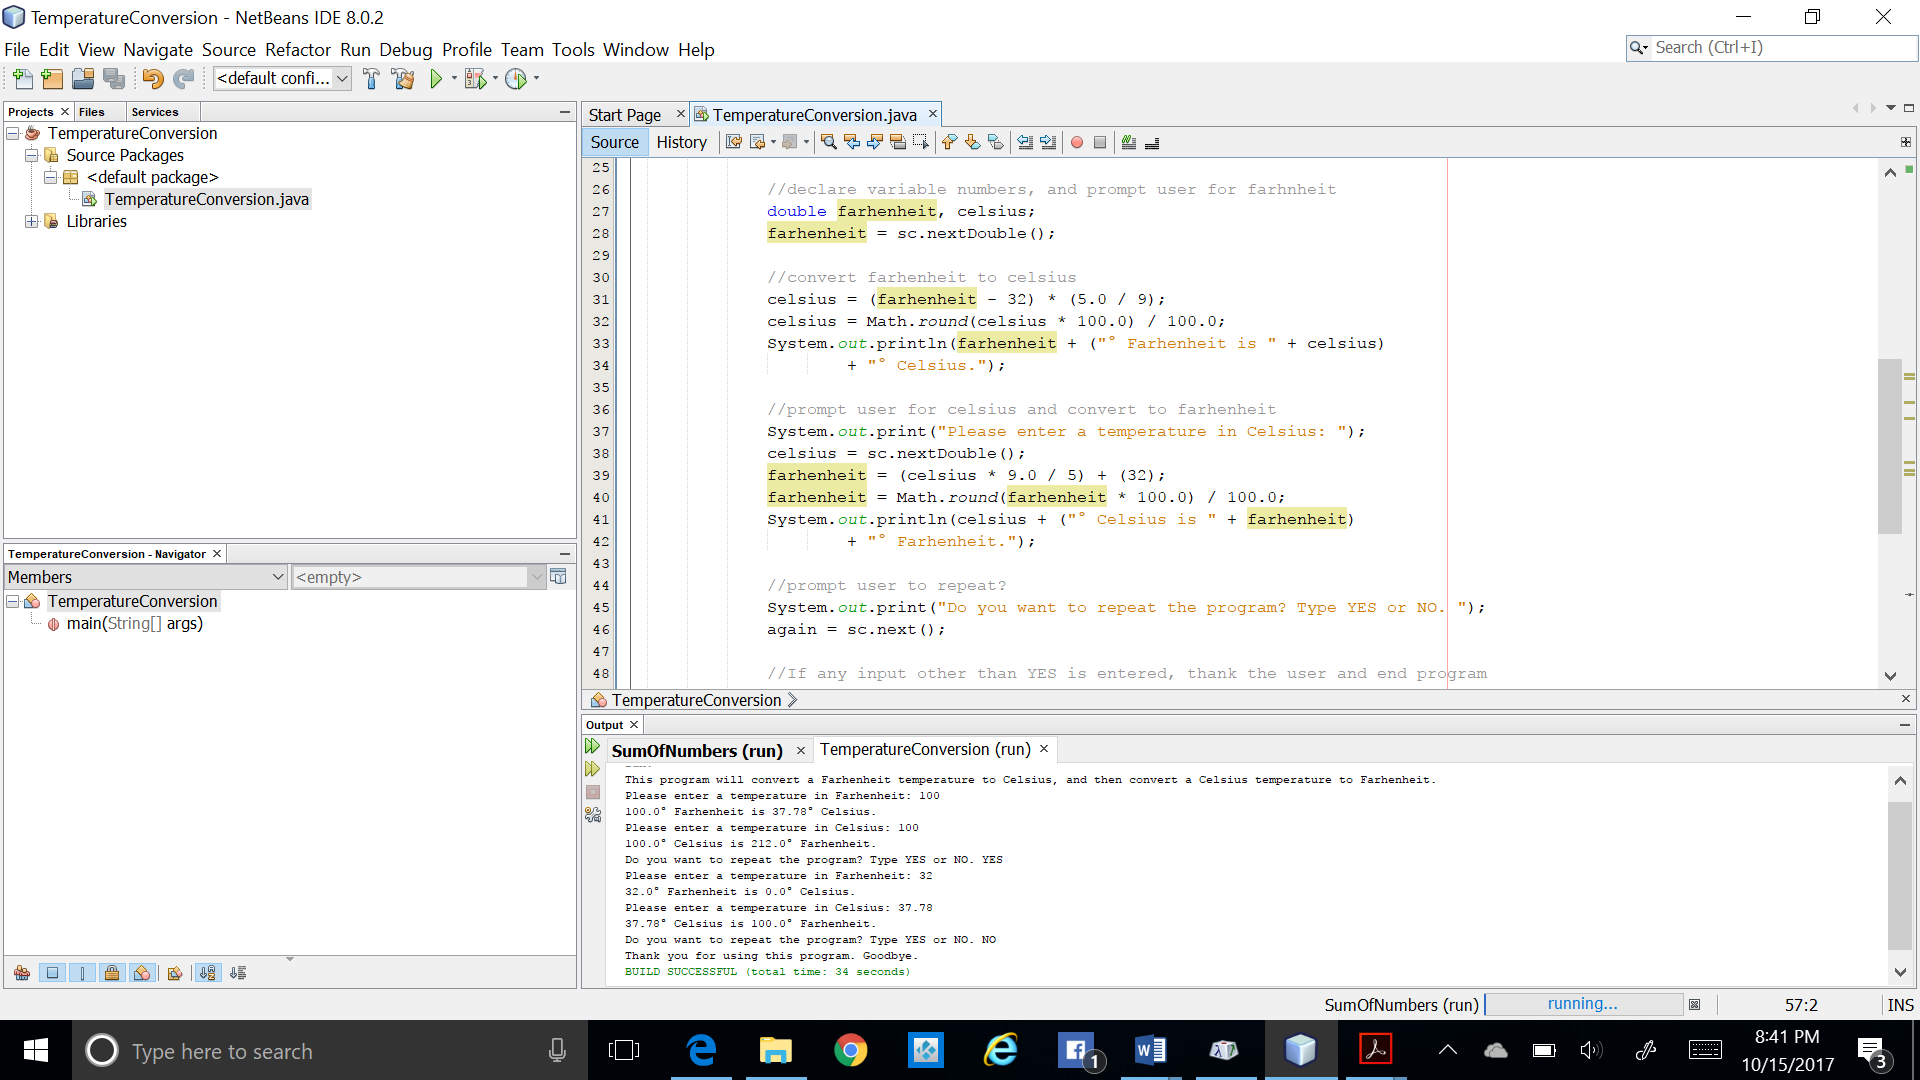 TemperatureConversion - NetBeans IDE 8.0.2
File Edit View Navigate Source Refactor Run Debug Profile Team Tools Window Help
Search (Ctrl+I)
<default confi...
Projects Files Services
TemperatureConversion
Source Packages
<default package>
TemperatureConversion.java
Libraries
TemperatureConversion - Navigator
Members
<empty>
TemperatureConversion
main(String[] args)
Start Page TemperatureConversion.java
Source History
25
26 //declare variable numbers, and prompt user for farhnheit
27 double farhenheit, celsius;
28 farhenheit = sc.nextDouble();
29
30 //convert farhenheit to celsius
31 celsius = (farhenheit - 32) * (5.0 / 9);
32 celsius = Math.round(celsius * 100.0) / 100.0;
33 System.out.println(farhenheit + ("° Farhenheit is " + celsius)
34 + "° Celsius.");
35
36 //prompt user for celsius and convert to farhenheit
37 System.out.print("Please enter a temperature in Celsius: ");
38 celsius = sc.nextDouble();
39 farhenheit = (celsius * 9.0 / 5) + (32);
40 farhenheit = Math.round(farhenheit * 100.0) / 100.0;
41 System.out.println(celsius + ("° Celsius is " + farhenheit)
42 + "° Farhenheit.");
43
44 //prompt user to repeat?
45 System.out.print("Do you want to repeat the program? Type YES or NO. ");
46 again = sc.next();
47
48 //If any input other than YES is entered, thank the user and end program
TemperatureConversion
Output
SumOfNumbers (run) TemperatureConversion (run)
This program will convert a Farhenheit temperature to Celsius, and then convert a Celsius temperature to Farhenheit.
Please enter a temperature in Farhenheit: 100
100.0° Farhenheit is 37.78° Celsius.
Please enter a temperature in Celsius: 100
100.0° Celsius is 212.0° Farhenheit.
Do you want to repeat the program? Type YES or NO. YES
Please enter a temperature in Farhenheit: 32
32.0° Farhenheit is 0.0° Celsius.
Please enter a temperature in Celsius: 37.78
37.78° Celsius is 100.0° Farhenheit.
Do you want to repeat the program? Type YES or NO. NO
Thank you for using this program. Goodbye.
BUILD SUCCESSFUL (total time: 34 seconds)
SumOfNumbers (run) running... 57:2 INS
Type here to search
1
8:41 PM
10/15/2017
3